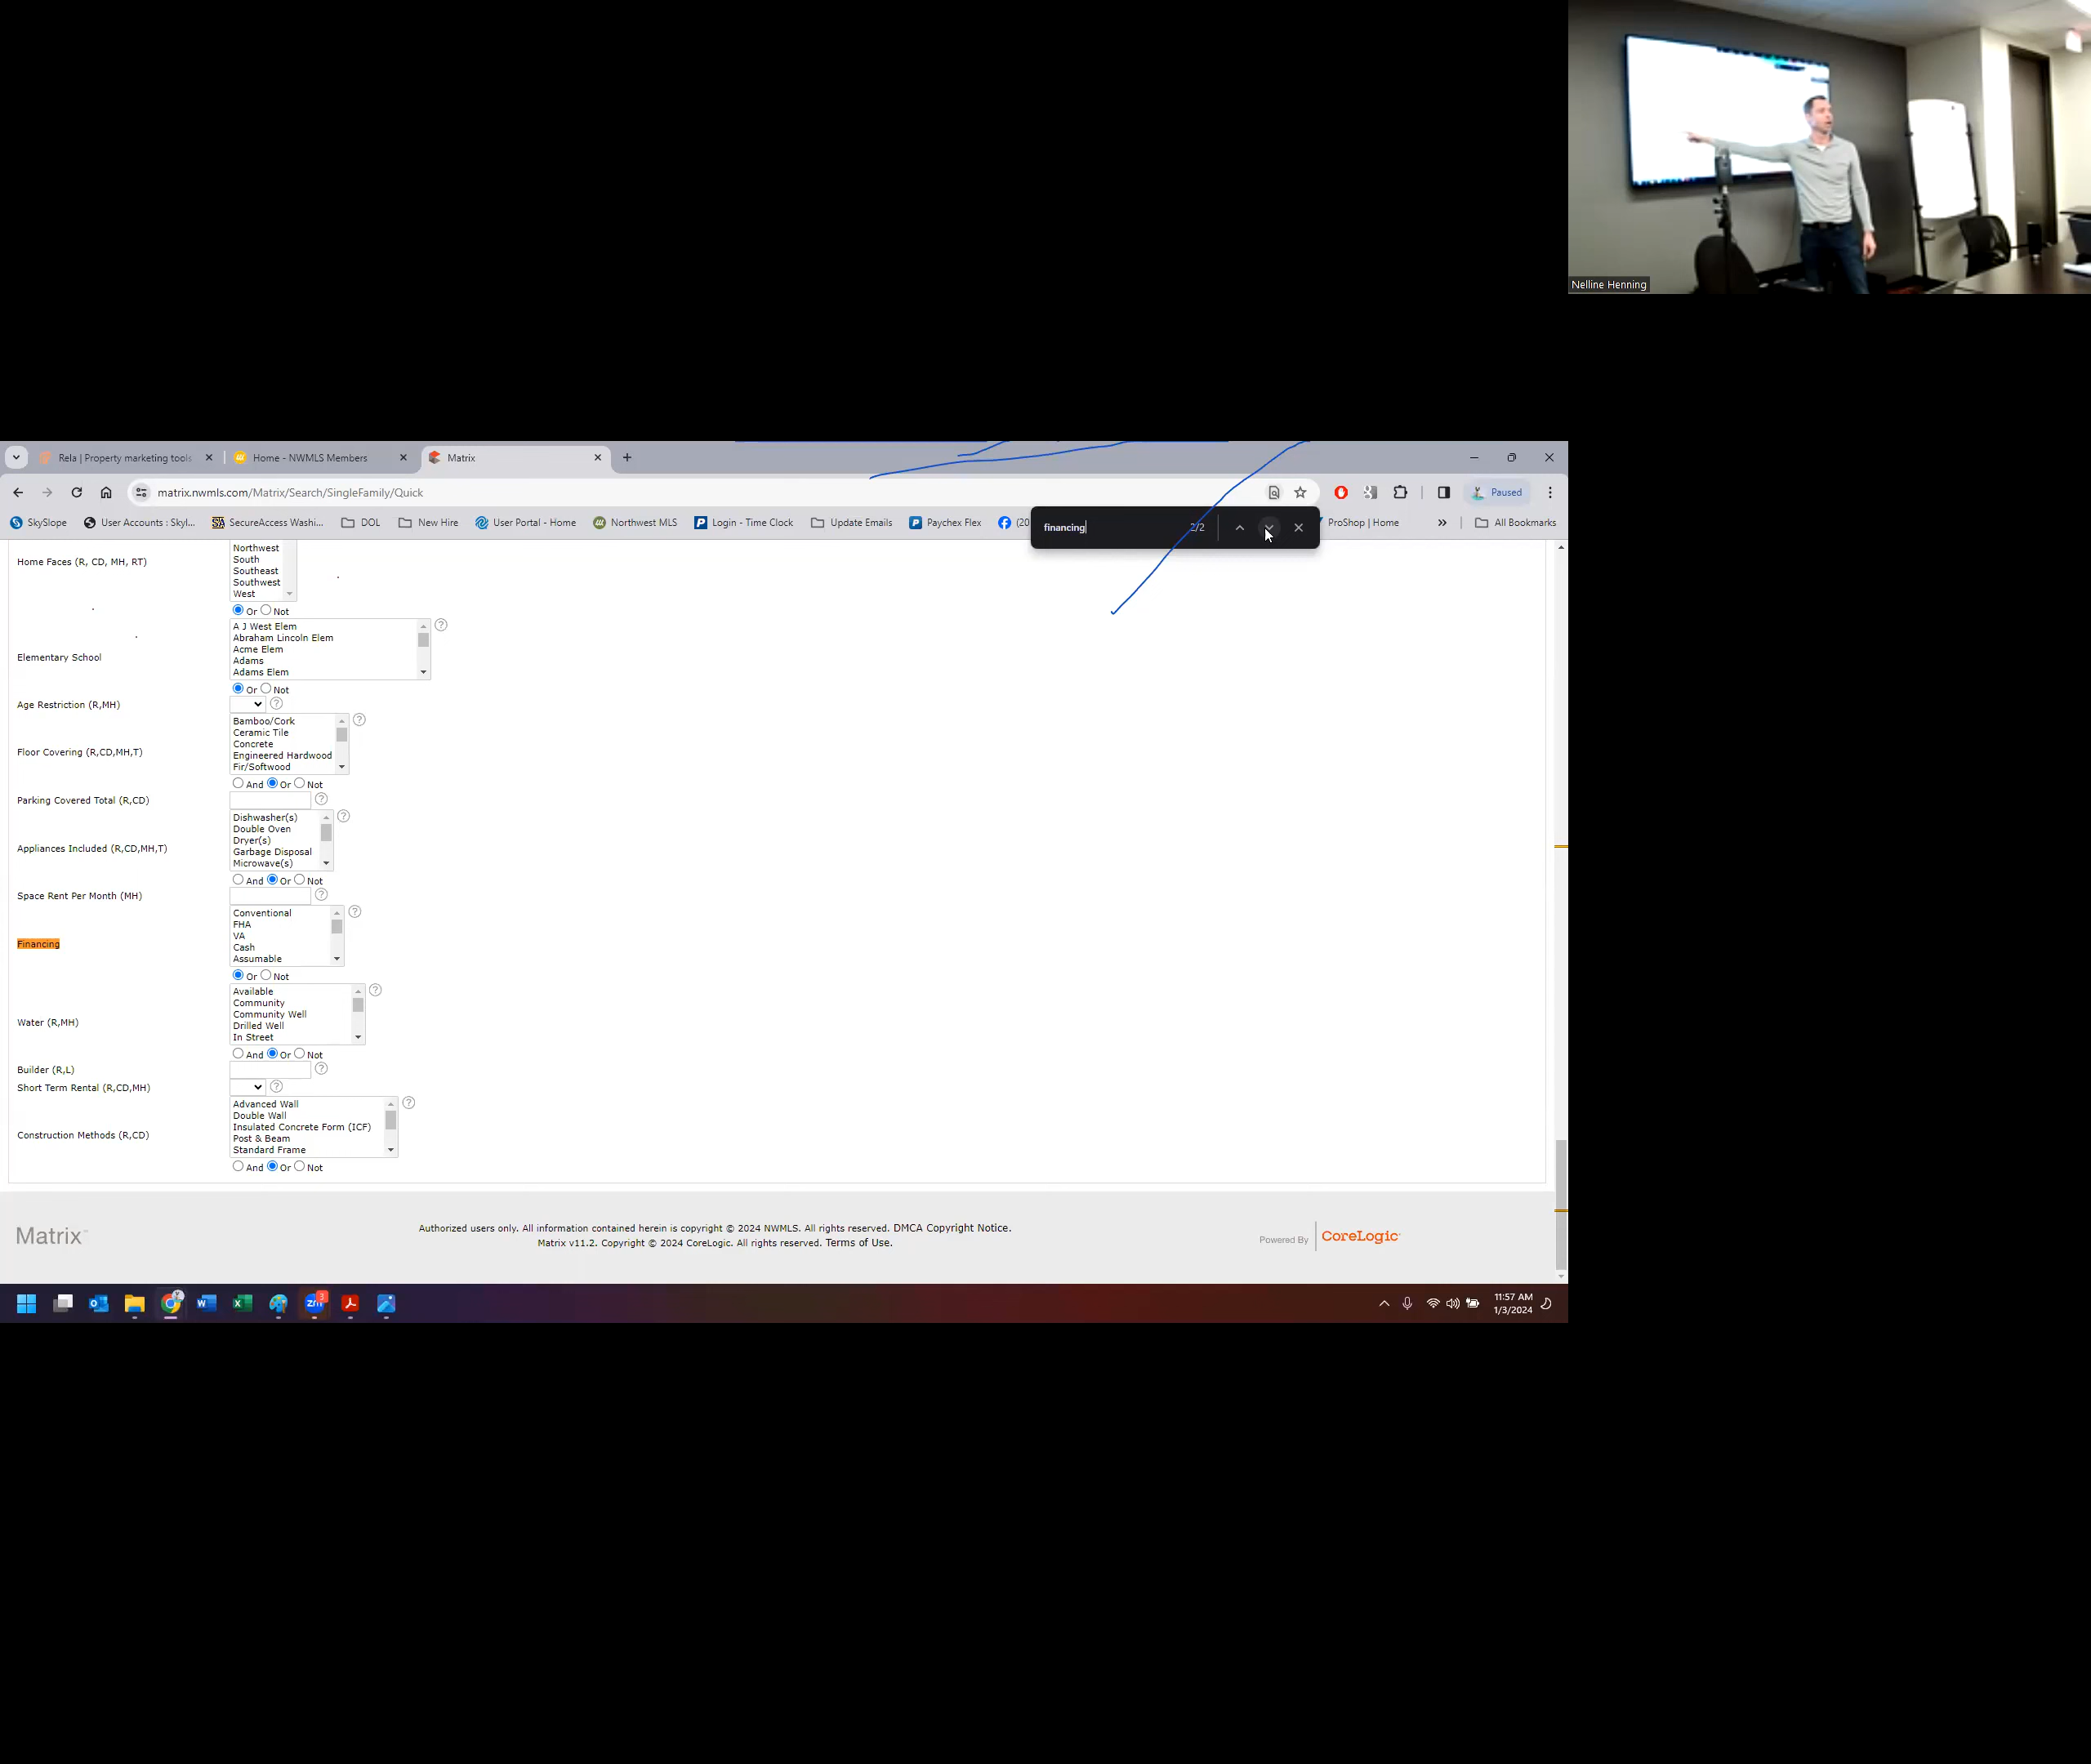 Nelline Henning
Rela | Property marketing tools
Home - NWMLS Members
Matrix
matrix.nwmls.com/Matrix/Search/SingleFamily/Quick
Paused
SkySlope
User Accounts : Skyl...
SecureAccess Washi...
DOL
New Hire
User Portal - Home
Northwest MLS
Login - Time Clock
Update Emails
Paychex Flex
(20
ProShop | Home
All Bookmarks
financing
2/2
Home Faces (R, CD, MH, RT)
Northwest
South
Southeast
Southwest
West
Or Not
Elementary School
A J West Elem
Abraham Lincoln Elem
Acme Elem
Adams
Adams Elem
Or Not
Age Restriction (R,MH)
Floor Covering (R,CD,MH,T)
Bamboo/Cork
Ceramic Tile
Concrete
Engineered Hardwood
Fir/Softwood
And Or Not
Parking Covered Total (R,CD)
Appliances Included (R,CD,MH,T)
Dishwasher(s)
Double Oven
Dryer(s)
Garbage Disposal
Microwave(s)
And Or Not
Space Rent Per Month (MH)
Financing
Conventional
FHA
VA
Cash
Assumable
Or Not
Water (R,MH)
Available
Community
Community Well
Drilled Well
In Street
And Or Not
Builder (R,L)
Short Term Rental (R,CD,MH)
Construction Methods (R,CD)
Advanced Wall
Double Wall
Insulated Concrete Form (ICF)
Post & Beam
Standard Frame
And Or Not
Matrix
Authorized users only. All information contained herein is copyright © 2024 NWMLS. All rights reserved. DMCA Copyright Notice.
Matrix v11.2. Copyright © 2024 CoreLogic. All rights reserved. Terms of Use.
Powered By
CoreLogic
zm
3
11:57 AM
1/3/2024